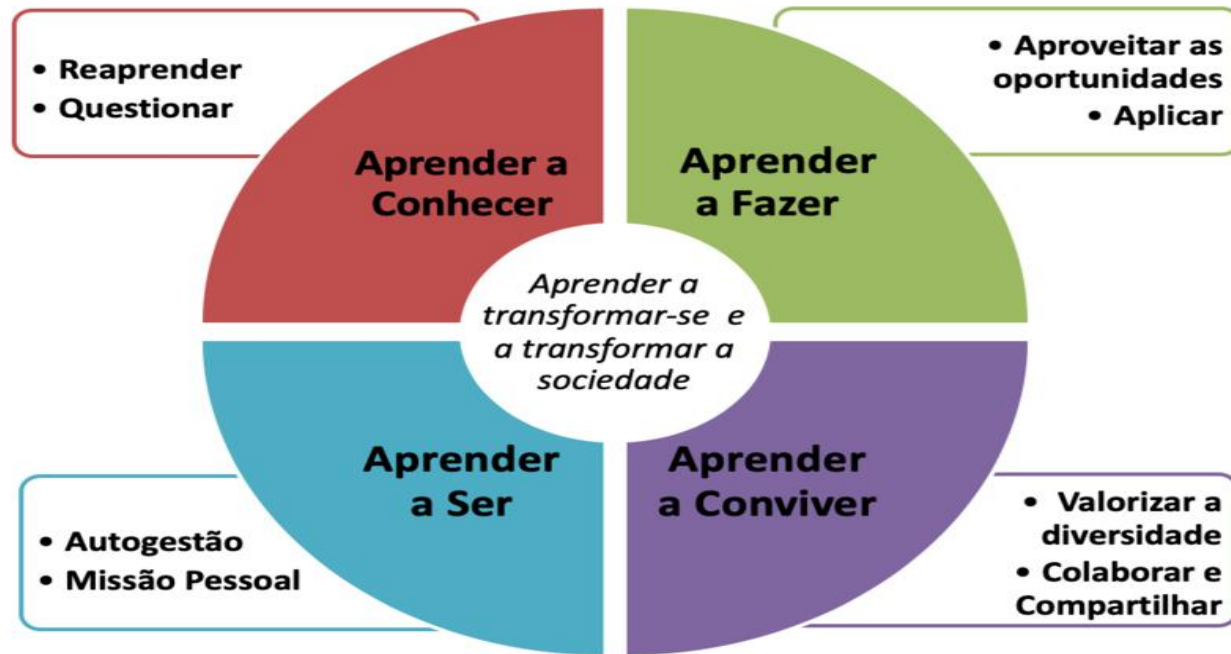 • Reaprender
• Questionar
• Aproveitar as
oportunidades
• Aplicar
Aprender a
Conhecer
Aprender
a Fazer
Aprender a
transformar-se e
a transformar a
sociedade
Aprender
a Ser
Aprender
a Conviver
• Autogestão
• Missão Pessoal
• Valorizar a
diversidade
• Colaborar e
Compartilhar